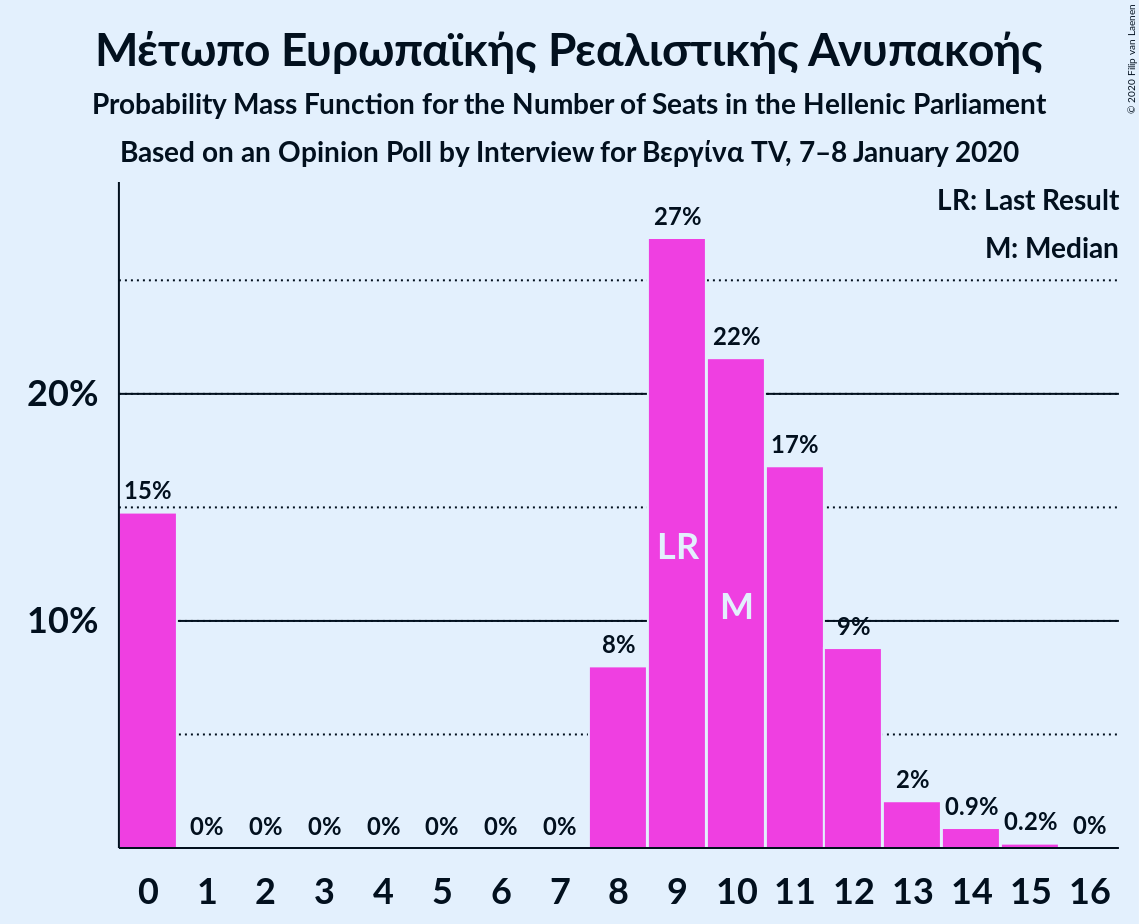 Μέτωπο Ευρωπαϊκής Ρεαλιστικής Ανυπακοής
Probability Mass Function for the Number of Seats in the Hellenic Parliament
Based on an Opinion Poll by Interview for Βεργίνα TV, 7–8 January 2020
© 2020 Filip van Laenen
LR: Last Result
M: Median
27%
22%
20%
17%
15%
LR
M
10%
9%
8%
2%
0.9%
0.2%
0% 0% 0% 0% 0% 0% 0% 0%
0 1 2 3 4 5 6 7 8 9 10 11 12 13 14 15 16